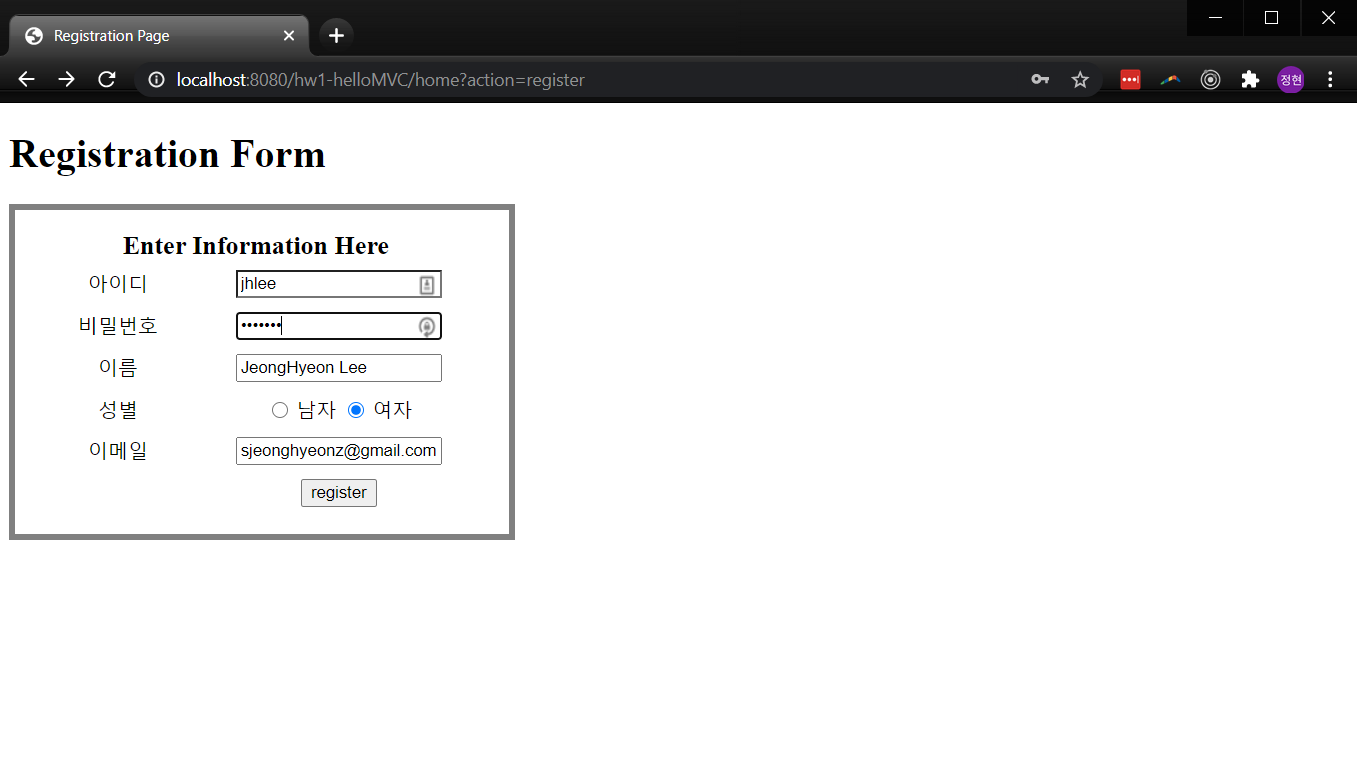 Registration Page
localhost:8080/hw1-helloMVC/home?action=register
정현
Registration Form
Enter Information Here
아이디 jhlee
비밀번호 •••••••
이름 JeongHyeon Lee
성별 남자 여자
이메일 sjeonghyeonz@gmail.com
register